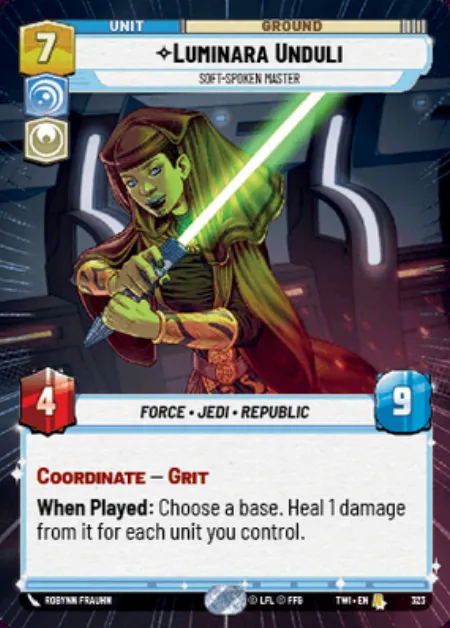 7
UNIT
GROUND
LUMINARA UNDULI
SOFT-SPOKEN MASTER
4
FORCE • JEDI • REPUBLIC
9
COORDINATE – GRIT
When Played: Choose a base. Heal 1 damage
from it for each unit you control.
ROBYNN FRAUHN
© LFL © FFG
TWI • EN
323